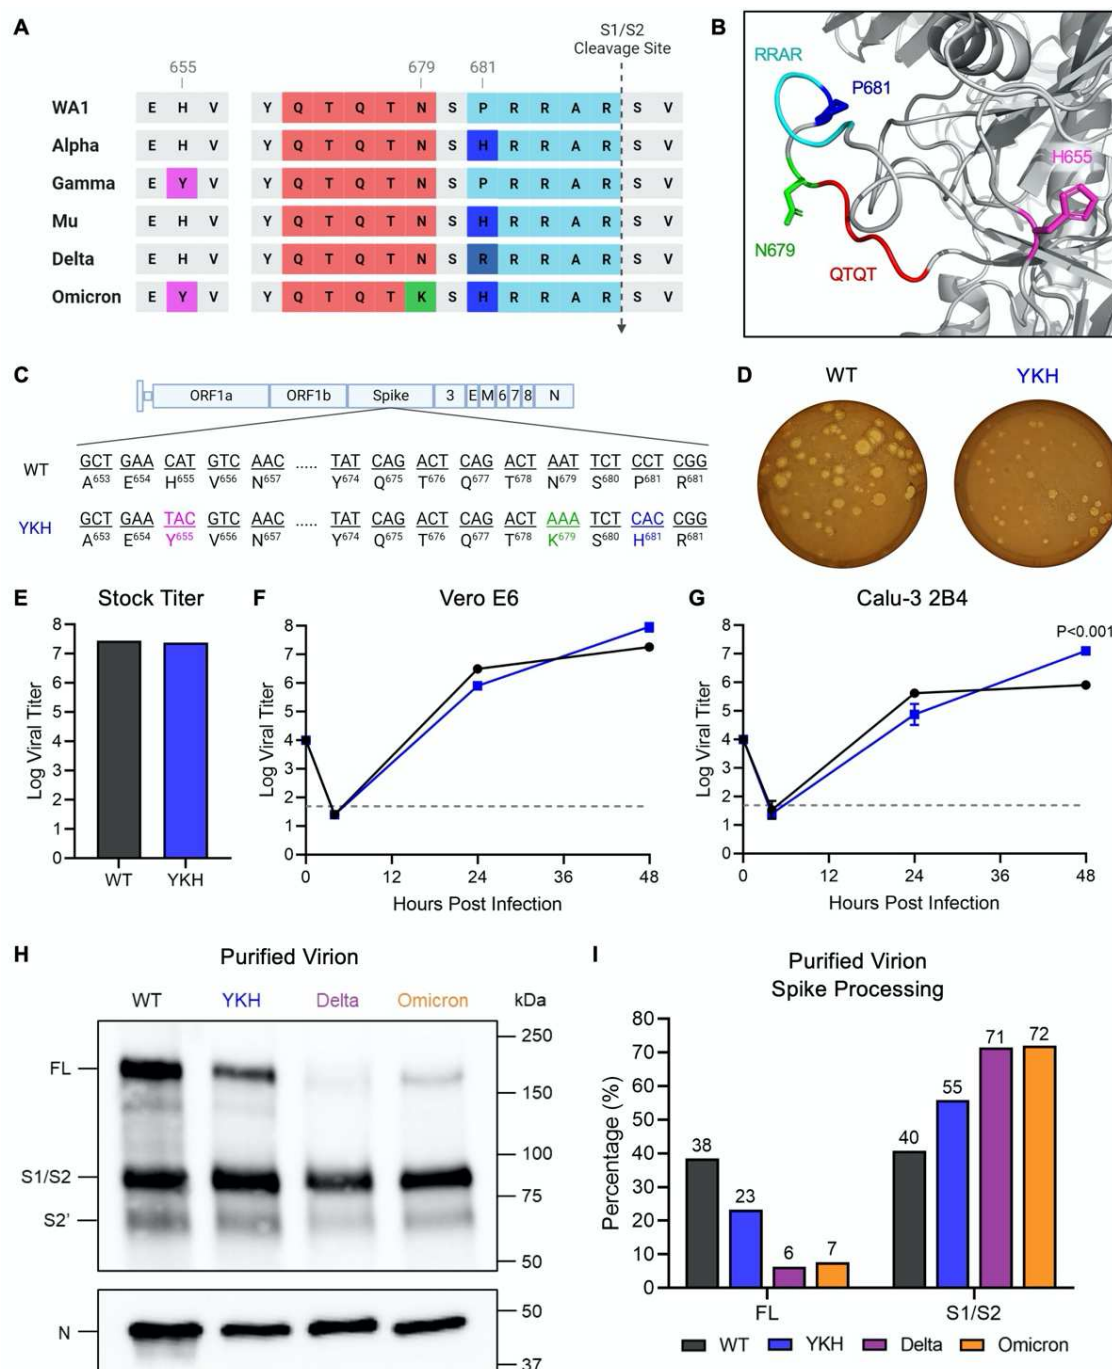 A
S1/S2
Cleavage Site
655 679 681
WA1 E H V Y Q T Q T N S P R R A R S V
Alpha E H V Y Q T Q T N S H R R A R S V
Gamma E Y V Y Q T Q T N S P R R A R S V
Mu E H V Y Q T Q T N S H R R A R S V
Delta E H V Y Q T Q T N S R R R A R S V
Omicron E Y V Y Q T Q T K S H R R A R S V
B
RRAR
P681
H655
N679
QTQT
C
ORF1a ORF1b Spike 3 E M 6 7 8 N
WT GCT GAA CAT GTC AAC ..... TAT CAG ACT CAG ACT AAT TCT CCT CGG
A653 E654 H655 V656 N657 Y674 Q675 T676 Q677 T678 N679 S680 P681 R681
YKH GCT GAA TAC GTC AAC ..... TAT CAG ACT CAG ACT AAA TCT CAC CGG
A653 E654 Y655 V656 N657 Y674 Q675 T676 Q677 T678 K679 S680 H681 R681
D
WT YKH
E Stock Titer
Log Viral Titer
8
7
6
5
4
3
2
1
0
WT YKH
F Vero E6
Log Viral Titer
8
7
6
5
4
3
2
1
0
0 12 24 36 48
Hours Post Infection
G Calu-3 2B4
P<0.001
Log Viral Titer
8
7
6
5
4
3
2
1
0
0 12 24 36 48
Hours Post Infection
H Purified Virion
WT YKH Delta Omicron kDa
FL
S1/S2
S2'
250
150
100
75
50
N
50
37
I Purified Virion
Spike Processing
Percentage (%)
80
70
60
50
40
30
20
10
0
38 23 6 7
40 55 71 72
FL S1/S2
WT YKH Delta Omicron